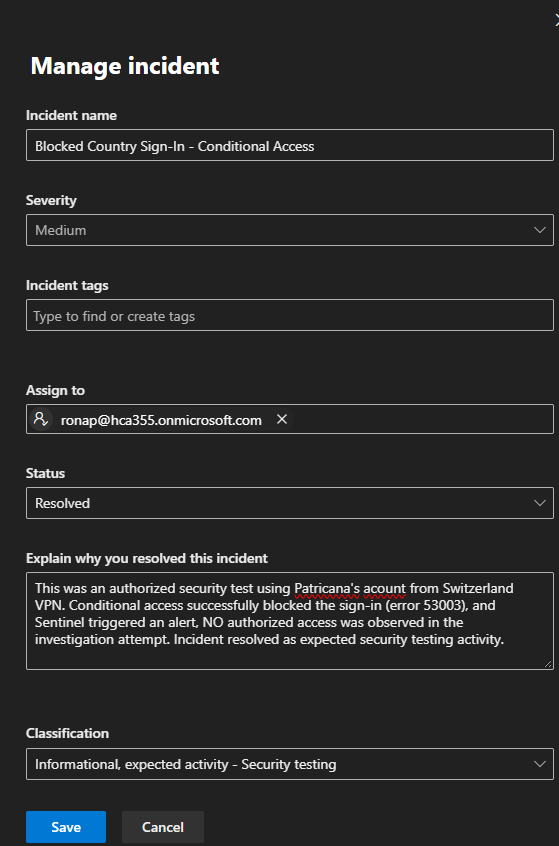 Manage incident
Incident name
Blocked Country Sign-In - Conditional Access
Severity
Medium
Incident tags
Type to find or create tags
Assign to
ronap@hca355.onmicrosoft.com
Status
Resolved
Explain why you resolved this incident
This was an authorized security test using Patricana's acount from Switzerland
VPN. Conditional access successfully blocked the sign-in (error 53003), and
Sentinel triggered an alert, NO authorized access was observed in the
investigation attempt. Incident resolved as expected security testing activity.
Classification
Informational, expected activity - Security testing
Save Cancel